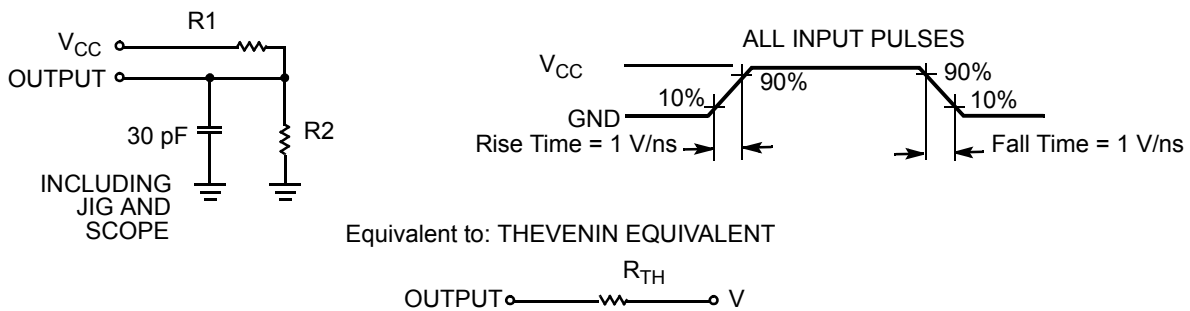 R1
V_CC
OUTPUT
30 pF
R2
INCLUDING
JIG AND
SCOPE
ALL INPUT PULSES
V_CC
GND
10%
90%
90%
10%
Rise Time = 1 V/ns
Fall Time = 1 V/ns
Equivalent to: THEVENIN EQUIVALENT
R_TH
OUTPUT
V